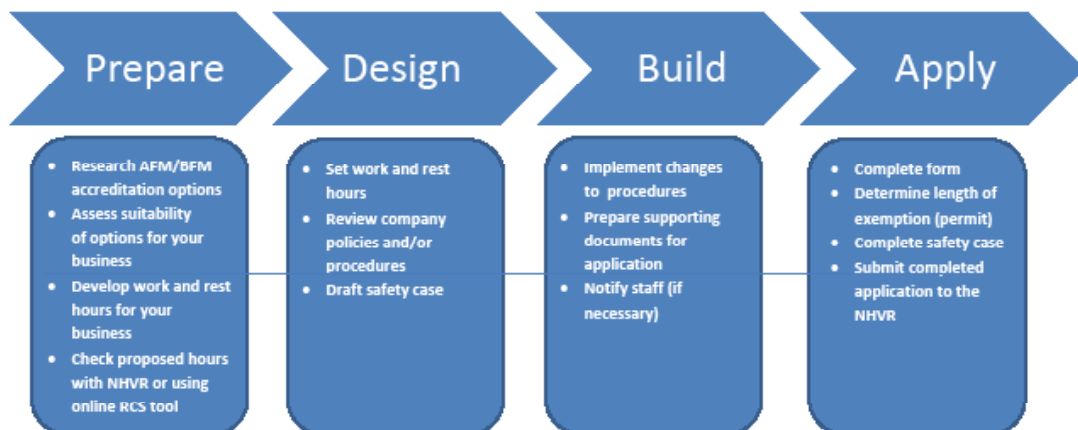 Prepare
Design
Build
Apply
• Research AFM/BFM
accreditation options
• Assess suitability
of options for your
business
• Develop work and rest
hours for your
business
• Check proposed hours
with NHVR or using
online RCS tool
• Set work and rest
hours
• Review company
policies and/or
procedures
• Draft safety case
• Implement changes
to procedures
• Prepare supporting
documents for
application
• Notify staff (if
necessary)
• Complete form
• Determine length of
exemption (permit)
• Complete safety case
• Submit completed
application to the
NHVR